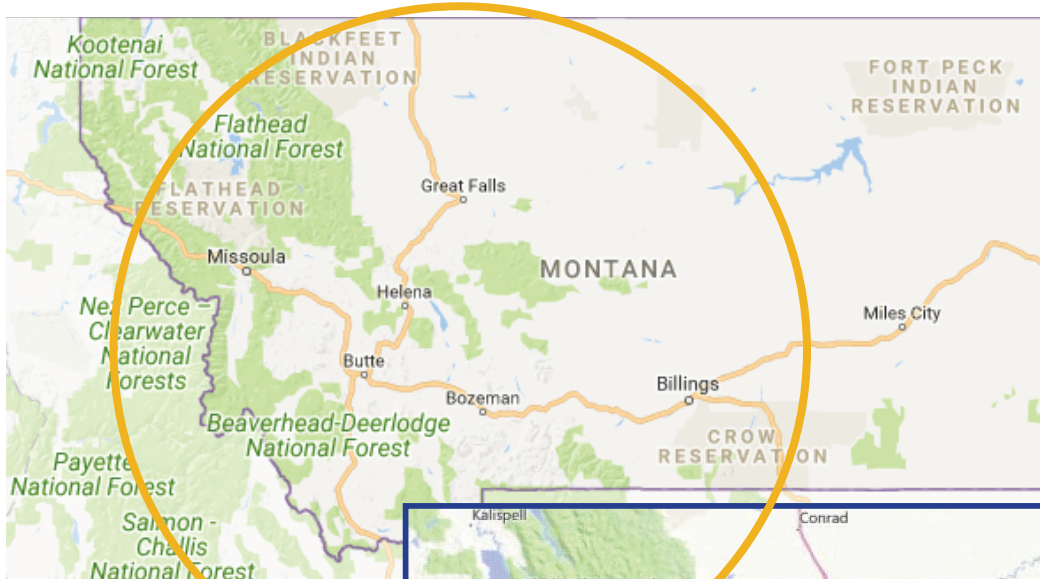 Kootenai
National Forest
BLACKFEET
INDIAN
RESERVATION
FORT PECK
INDIAN
RESERVATION
Flathead
National Forest
Great Falls
FLATHEAD
RESERVATION
Missoula
MONTANA
Helena
Nez Perce –
Clearwater
National
Forests
Miles City
Butte
Billings
Bozeman
Beaverhead-Deerlodge
National Forest
CROW
RESERVATION
Payette
National Forest
Salmon -
Challis
National Forest
Kalispell
Conrad